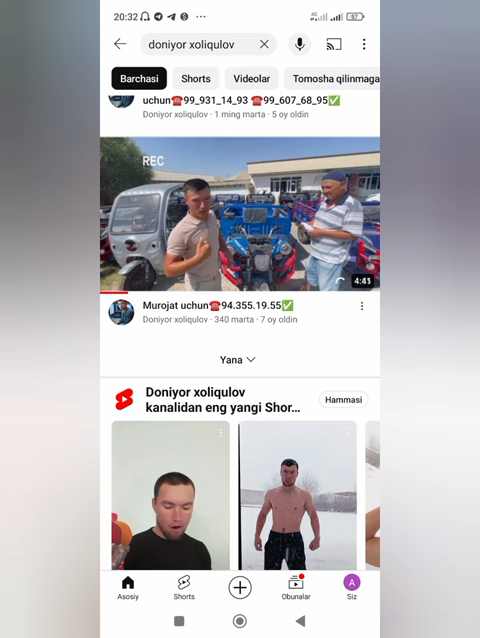 20:32
4G
57
doniyor xoliqulov
Barchasi
Shorts
Videolar
Tomosha qilinmaga
uchun☎️99_931_14_93 ☎️99_607_68_95✅
Doniyor xoliqulov · 1 ming marta · 5 oy oldin
REC
4:41
Murojat uchun☎️94.355.19.55✅
Doniyor xoliqulov · 340 marta · 7 oy oldin
Yana
Doniyor xoliqulov
kanalidan eng yangi Shor...
Hammasi
Asosiy
Shorts
Obunalar
A
Siz